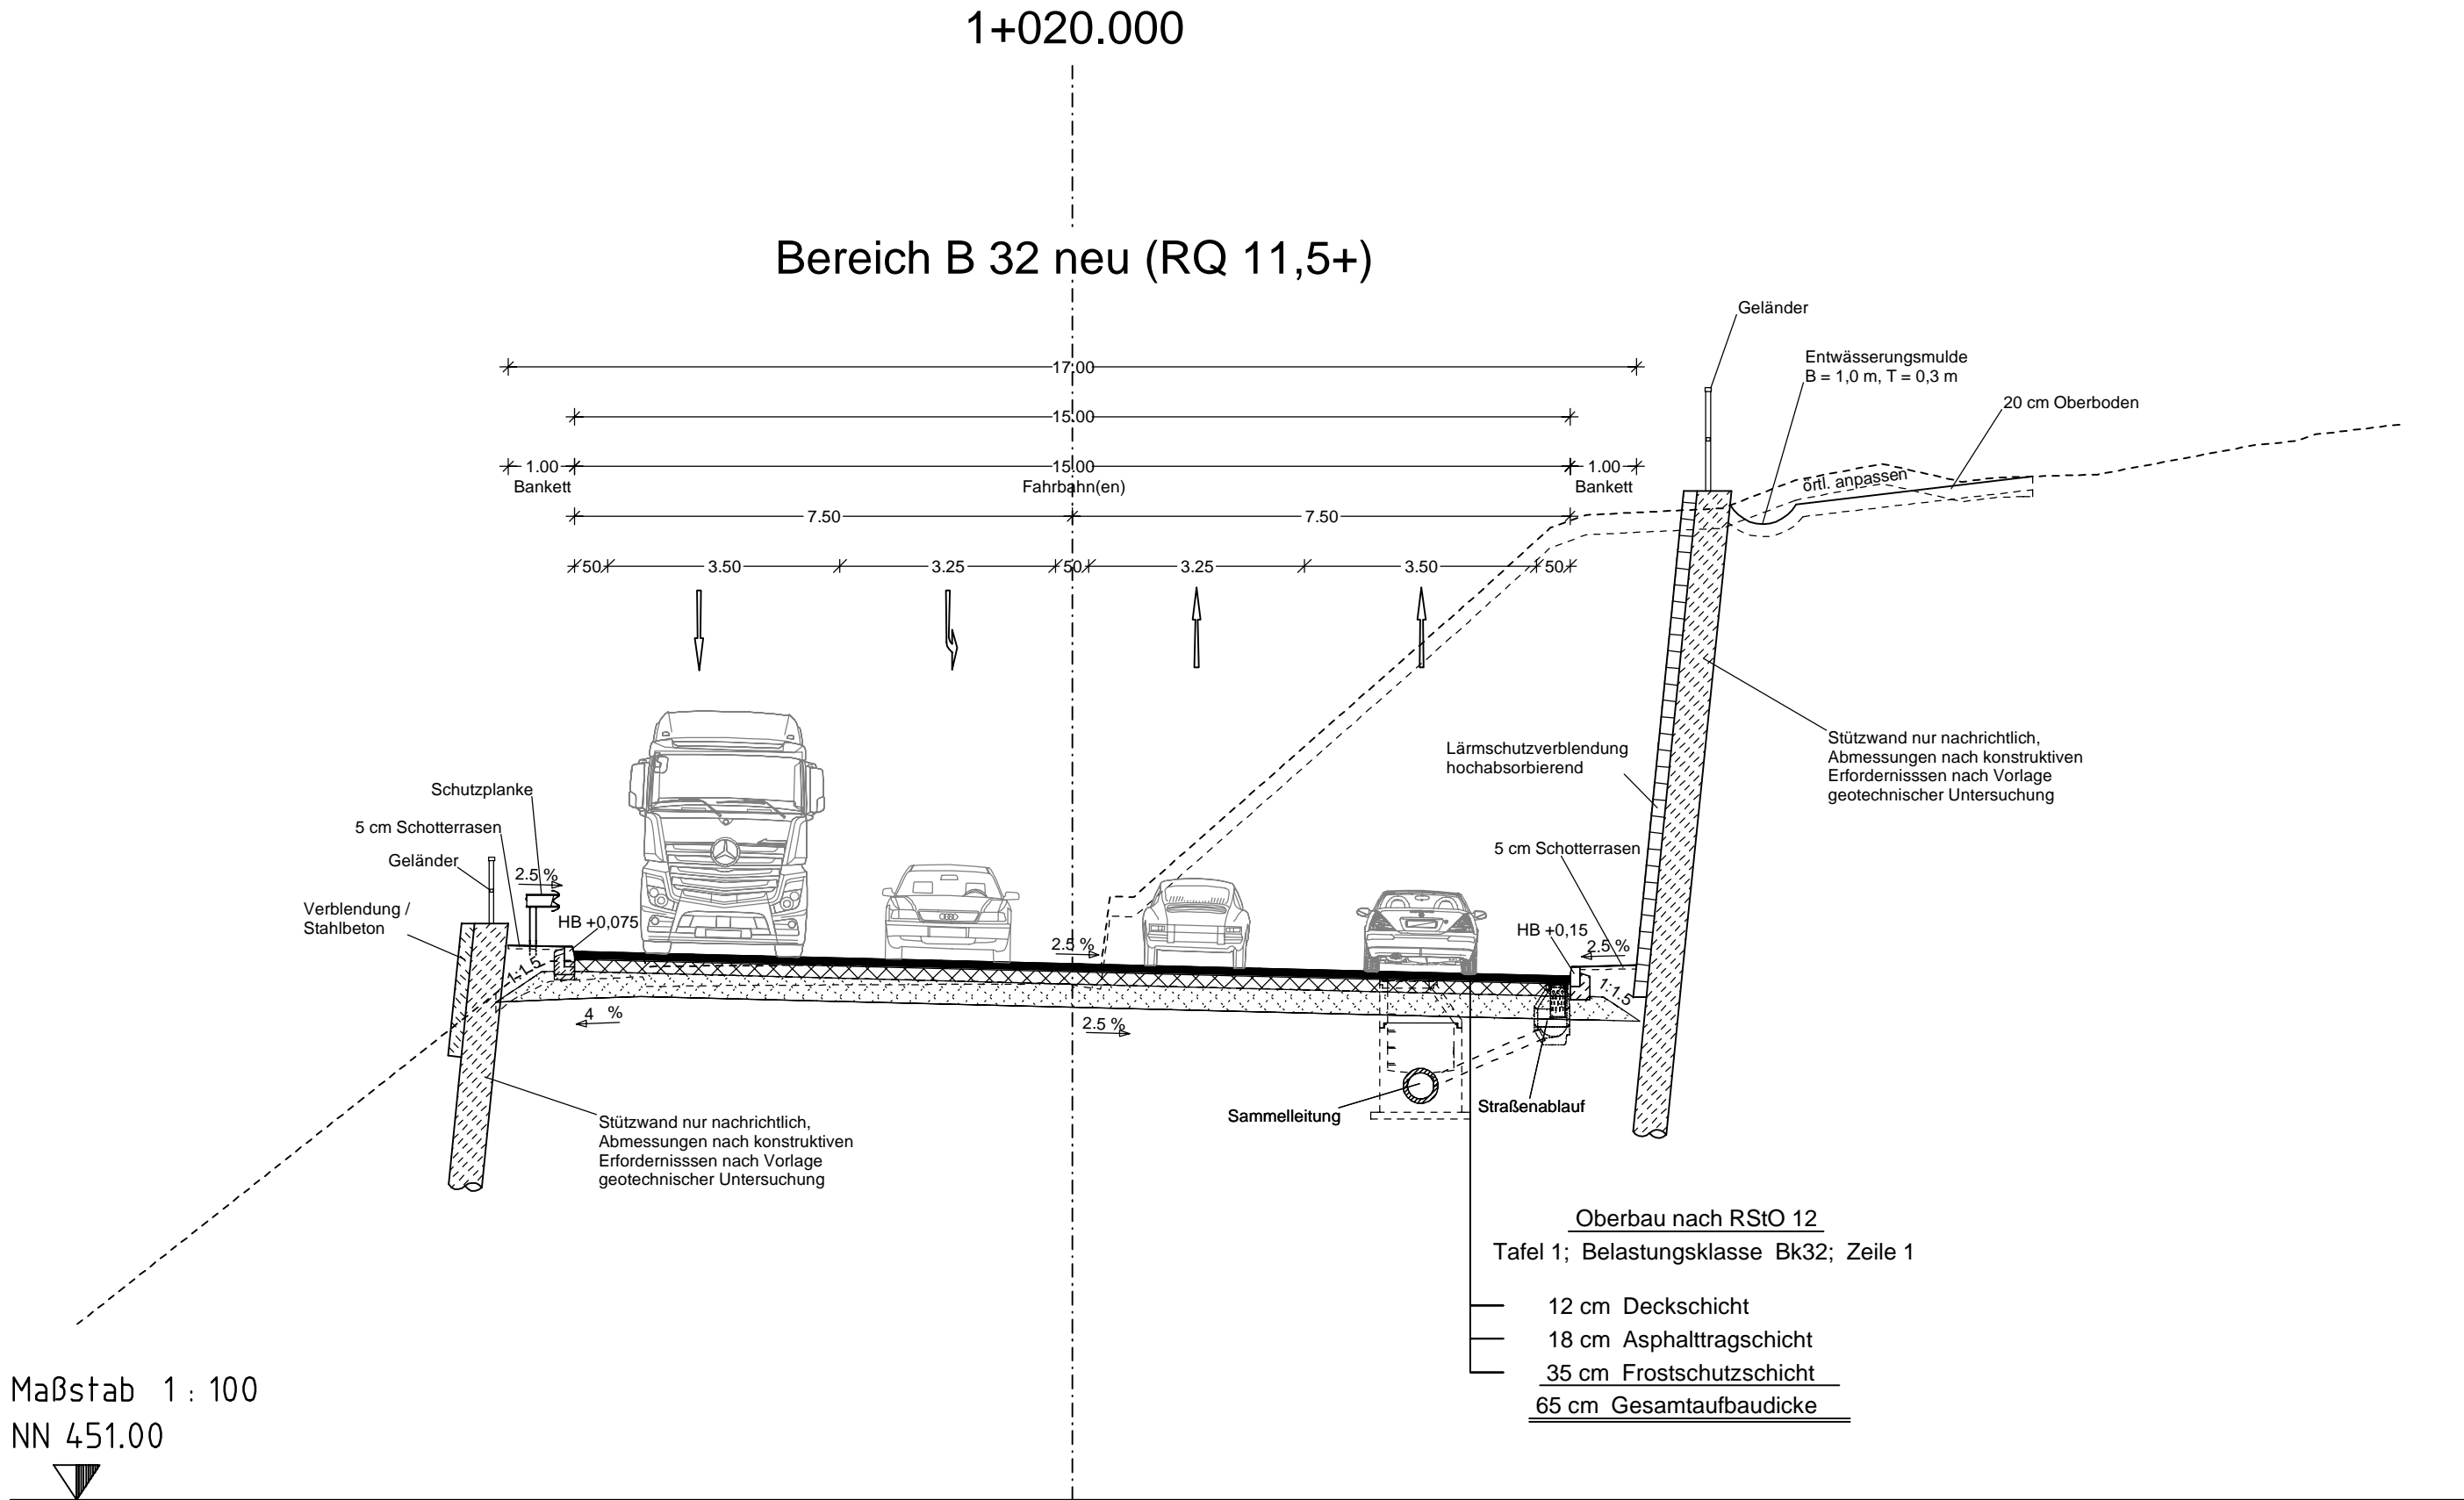 1+020.000
Bereich B 32 neu (RQ 11,5+)
Geländer
17.00
Entwässerungsmulde
B = 1,0 m, T = 0,3 m
20 cm Oberboden
15.00
1.00
15.00
1.00
Bankett
Fahrbahn(en)
Bankett
örtl. anpassen
7.50
7.50
50
3.50
3.25
50
3.25
3.50
50
Lärmschutzverblendung
hochabsorbierend
Stützwand nur nachrichtlich,
Abmessungen nach konstruktiven
Erfordernisssen nach Vorlage
geotechnischer Untersuchung
Schutzplanke
5 cm Schotterrasen
Geländer
2.5 %
5 cm Schotterrasen
Verblendung /
Stahlbeton
HB +0,075
HB +0,15
2.5 %
2.5 %
1:1.5
1:1.5
4 %
2.5 %
Sammelleitung
Straßenablauf
Stützwand nur nachrichtlich,
Abmessungen nach konstruktiven
Erfordernisssen nach Vorlage
geotechnischer Untersuchung
Oberbau nach RStO 12
Tafel 1; Belastungsklasse Bk32; Zeile 1
12 cm Deckschicht
18 cm Asphalttragschicht
35 cm Frostschutzschicht
65 cm Gesamtaufbaudicke
Maßstab 1 : 100
NN 451.00